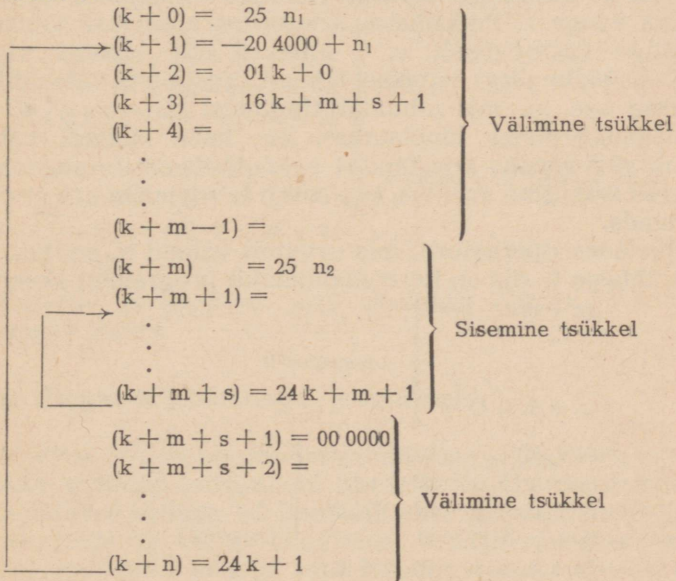 (k + 0) = 25 n₁
(k + 1) = —20 4000 + n₁
(k + 2) = 01 k + 0
(k + 3) = 16 k + m + s + 1
(k + 4) =
Välimine tsükkel
.
.
.
(k + m — 1) =
(k + m) = 25 n₂
(k + m + 1) =
.
.
.
Sisemine tsükkel
(k + m + s) = 24 k + m + 1
(k + m + s + 1) = 00 0000
(k + m + s + 2) =
.
.
.
Välimine tsükkel
(k + n) = 24 k + 1